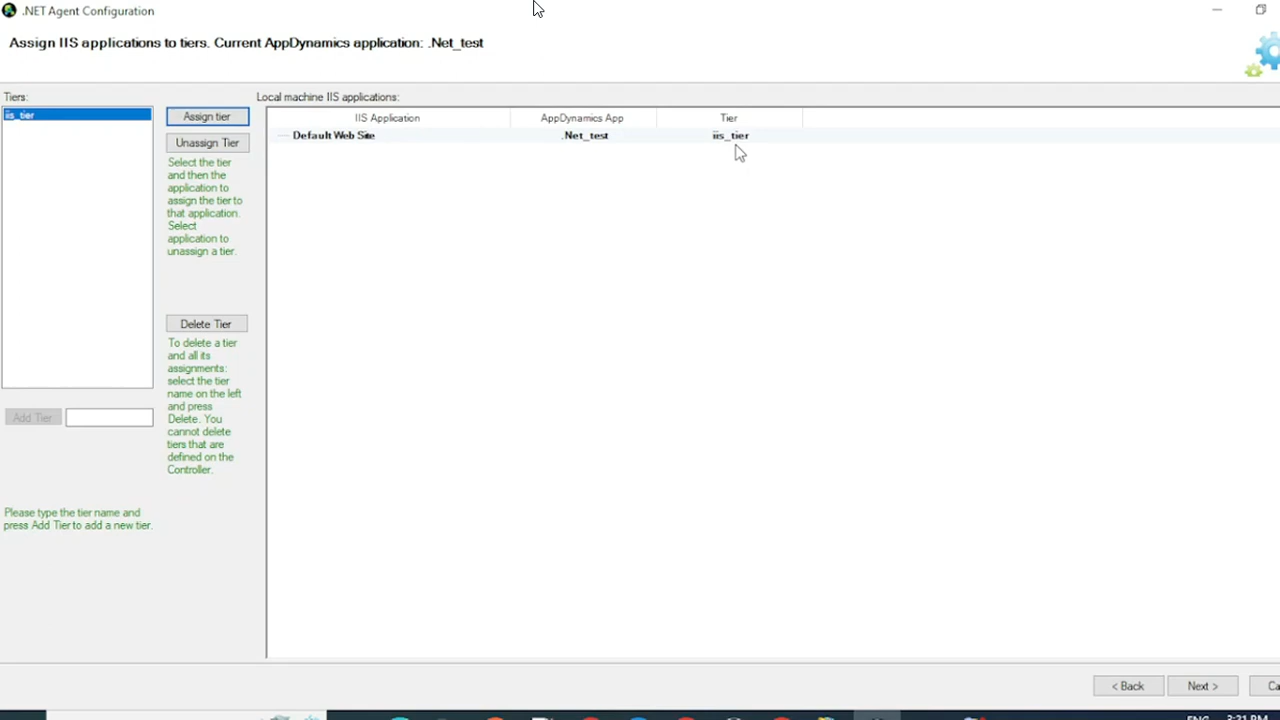 .NET Agent Configuration
Assign IIS applications to tiers. Current AppDynamics application: .Net_test
Tiers:
iis_tier
Add Tier
Please type the tier name and
press Add Tier to add a new tier.
Assign tier
Unassign Tier
Select the tier
and then the
application to
assign the tier to
that application.
Select
application to
unassign a tier.
Delete Tier
To delete a tier
and all its
assignments:
select the tier
name on the left
and press
Delete. You
cannot delete
tiers that are
defined on the
Controller.
Local machine IIS applications:
IIS Application AppDynamics App Tier
Default Web Site .Net_test iis_tier
< Back Next > Ca
ENG 3:21 PM